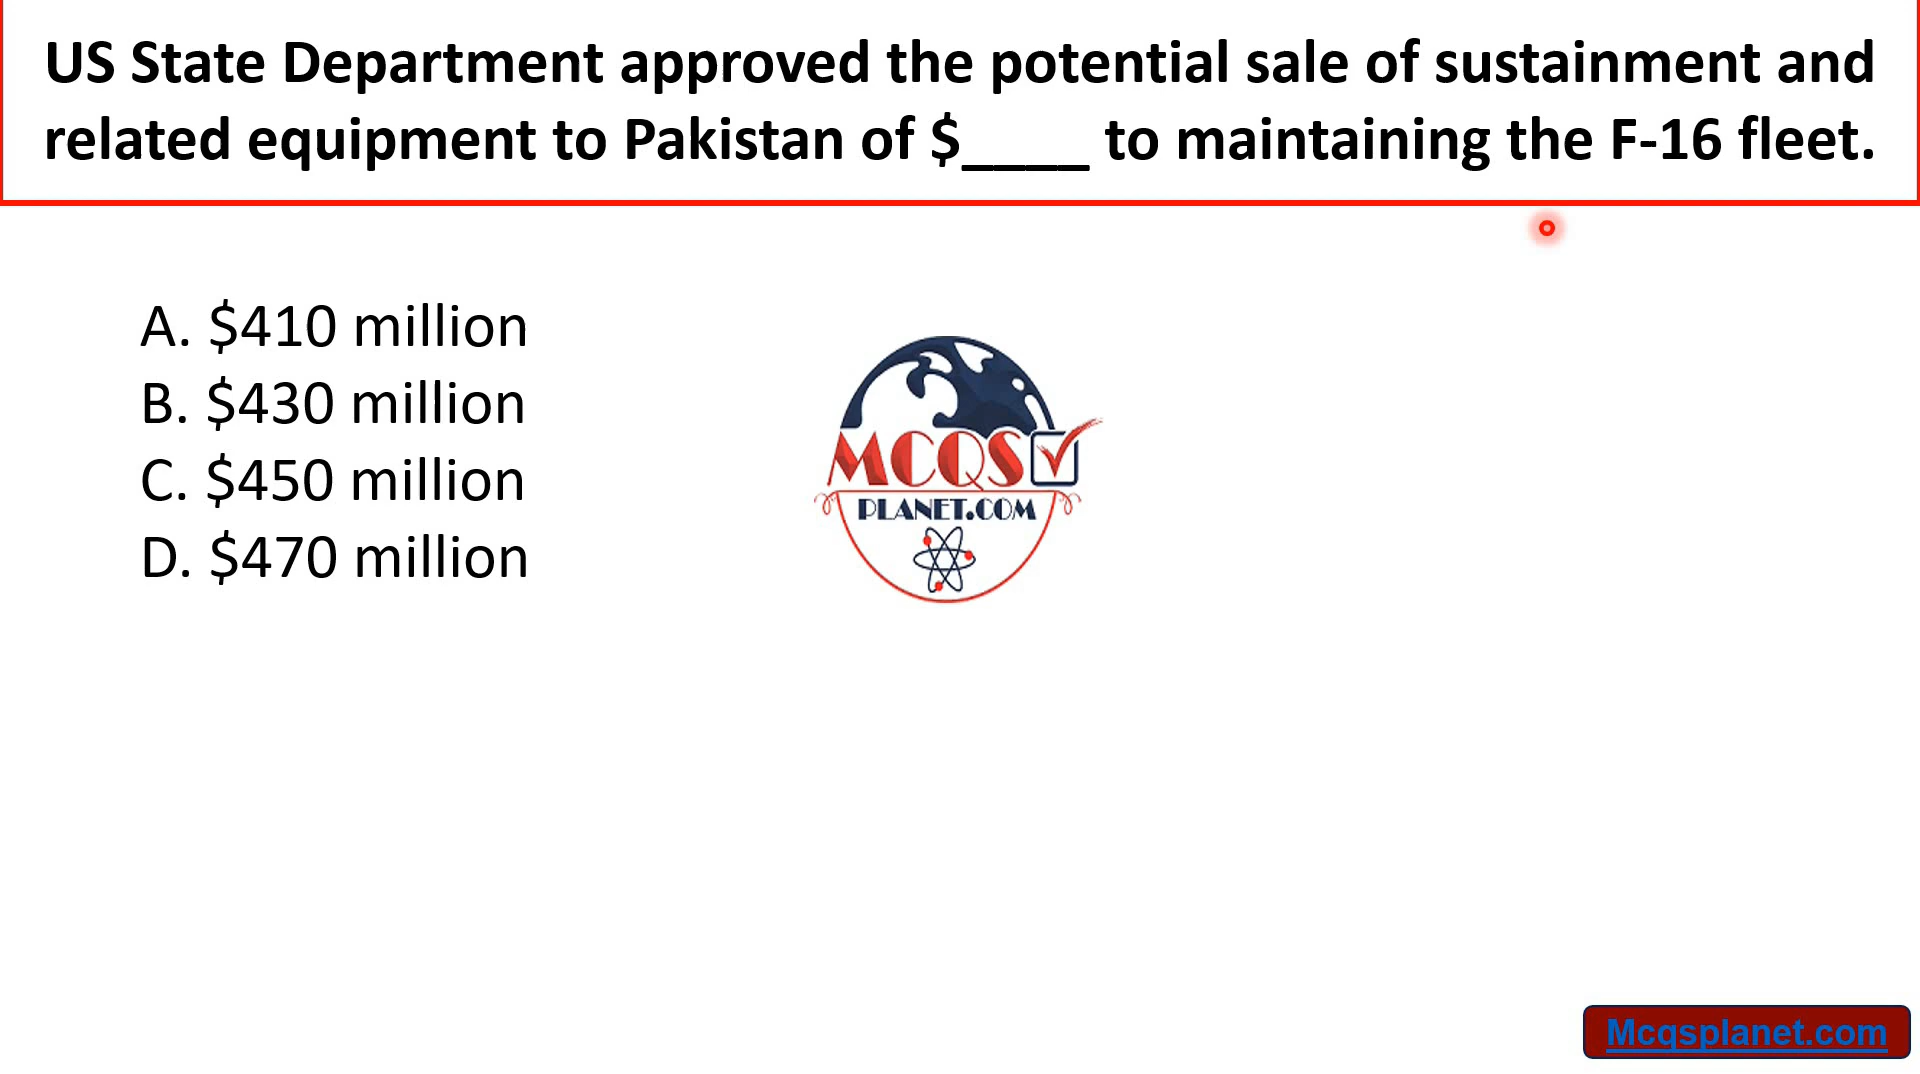 US State Department approved the potential sale of sustainment and
related equipment to Pakistan of $____ to maintaining the F-16 fleet.
A. $410 million
B. $430 million
C. $450 million
D. $470 million
MCQS
PLANET.COM
Mcqsplanet.com